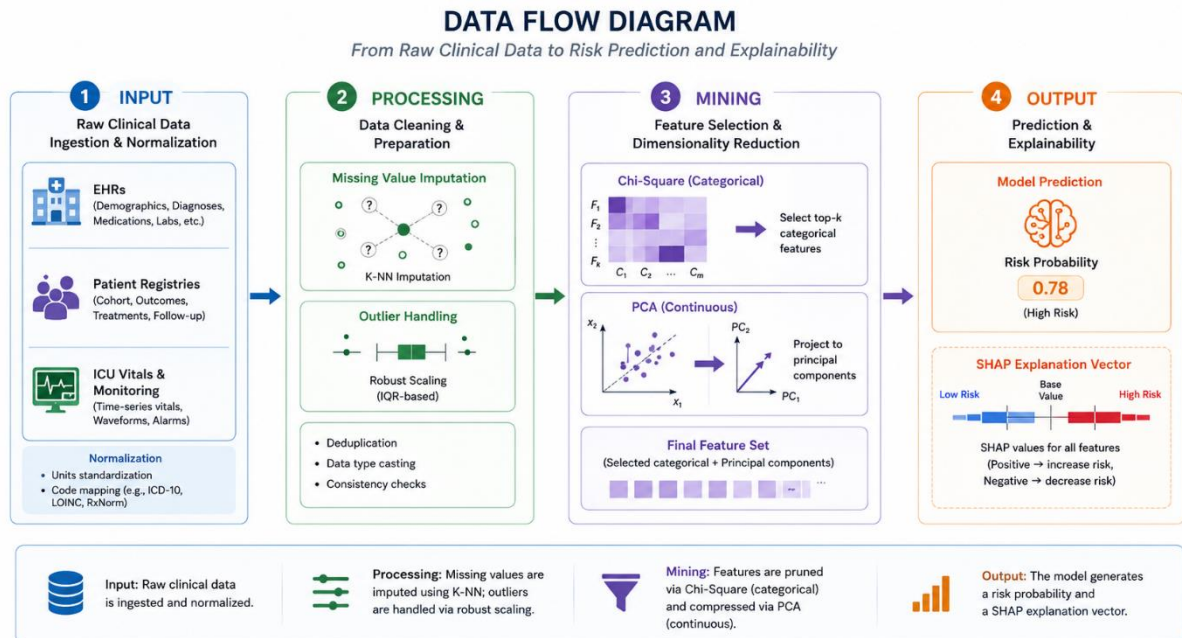 DATA FLOW DIAGRAM
From Raw Clinical Data to Risk Prediction and Explainability
1 INPUT
Raw Clinical Data
Ingestion & Normalization
EHRs
(Demographics, Diagnoses,
Medications, Labs, etc.)
Patient Registries
(Cohort, Outcomes,
Treatments, Follow-up)
ICU Vitals &
Monitoring
(Time-series vitals,
Waveforms, Alarms)
Normalization
• Units standardization
• Code mapping (e.g., ICD-10,
LOINC, RxNorm)
2 PROCESSING
Data Cleaning &
Preparation
Missing Value Imputation
? ?
? ?
K-NN Imputation
Outlier Handling
Robust Scaling
(IQR-based)
• Deduplication
• Data type casting
• Consistency checks
3 MINING
Feature Selection &
Dimensionality Reduction
Chi-Square (Categorical)
F1
F2
⋮
Fk
C1 C2 ... Cm
Select top-k
categorical
features
PCA (Continuous)
x2
x1
PC2
PC1
Project to
principal
components
Final Feature Set
(Selected categorical + Principal components)
...
4 OUTPUT
Prediction &
Explainability
Model Prediction
Risk Probability
0.78
(High Risk)
SHAP Explanation Vector
Low Risk
Base
Value
High Risk
SHAP values for all features
(Positive → increase risk,
Negative → decrease risk)
Input: Raw clinical data
is ingested and normalized.
Processing: Missing values are
imputed using K-NN; outliers
are handled via robust scaling.
Mining: Features are pruned
via Chi-Square (categorical)
and compressed via PCA
(continuous).
Output: The model generates
a risk probability and
a SHAP explanation vector.